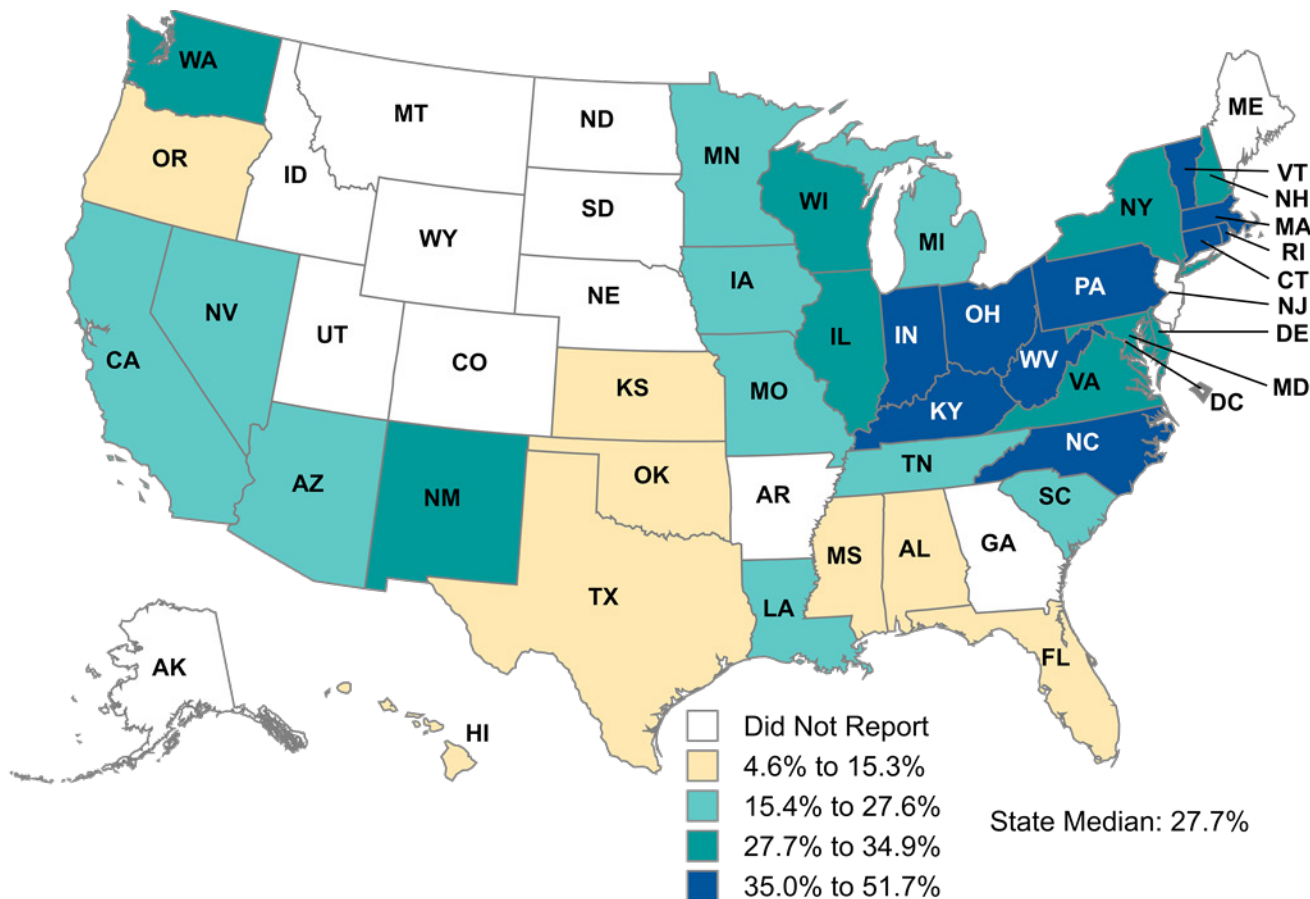 WA
MT
ND
ME
OR
MN
ID
VT
SD
WI
NY
NH
WY
MI
MA
RI
IA
CT
NE
PA
NJ
NV
OH
UT
IN
DE
IL
CA
CO
WV
KS
MO
VA
MD
KY
DC
NC
TN
OK
AZ
NM
AR
SC
GA
MS
AL
TX
LA
FL
AK
HI
Did Not Report
4.6% to 15.3%
15.4% to 27.6%
State Median: 27.7%
27.7% to 34.9%
35.0% to 51.7%